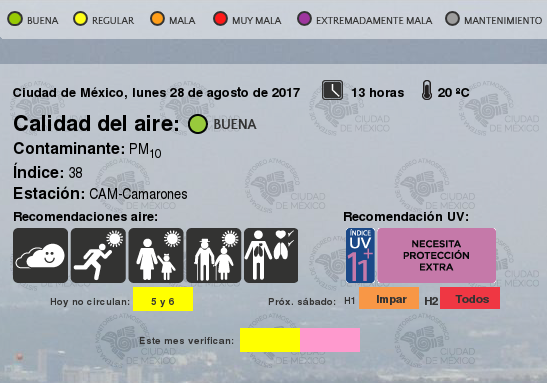 BUENA REGULAR MALA MUY MALA EXTREMADAMENTE MALA MANTENIMIENTO
Ciudad de México, lunes 28 de agosto de 2017 13 horas 20 ºC
Calidad del aire: BUENA
Contaminante: PM10
Índice: 38
Estación: CAM-Camarones
Recomendaciones aire: Recomendación UV:
ÍNDICE
UV
11+
NECESITA
PROTECCIÓN
EXTRA
Hoy no circulan: 5 y 6 Próx. sábado: H1 Impar H2 Todos
Este mes verifican:
MONITOREO ATMOSFÉRICO
CIUDAD
DE MÉXICO